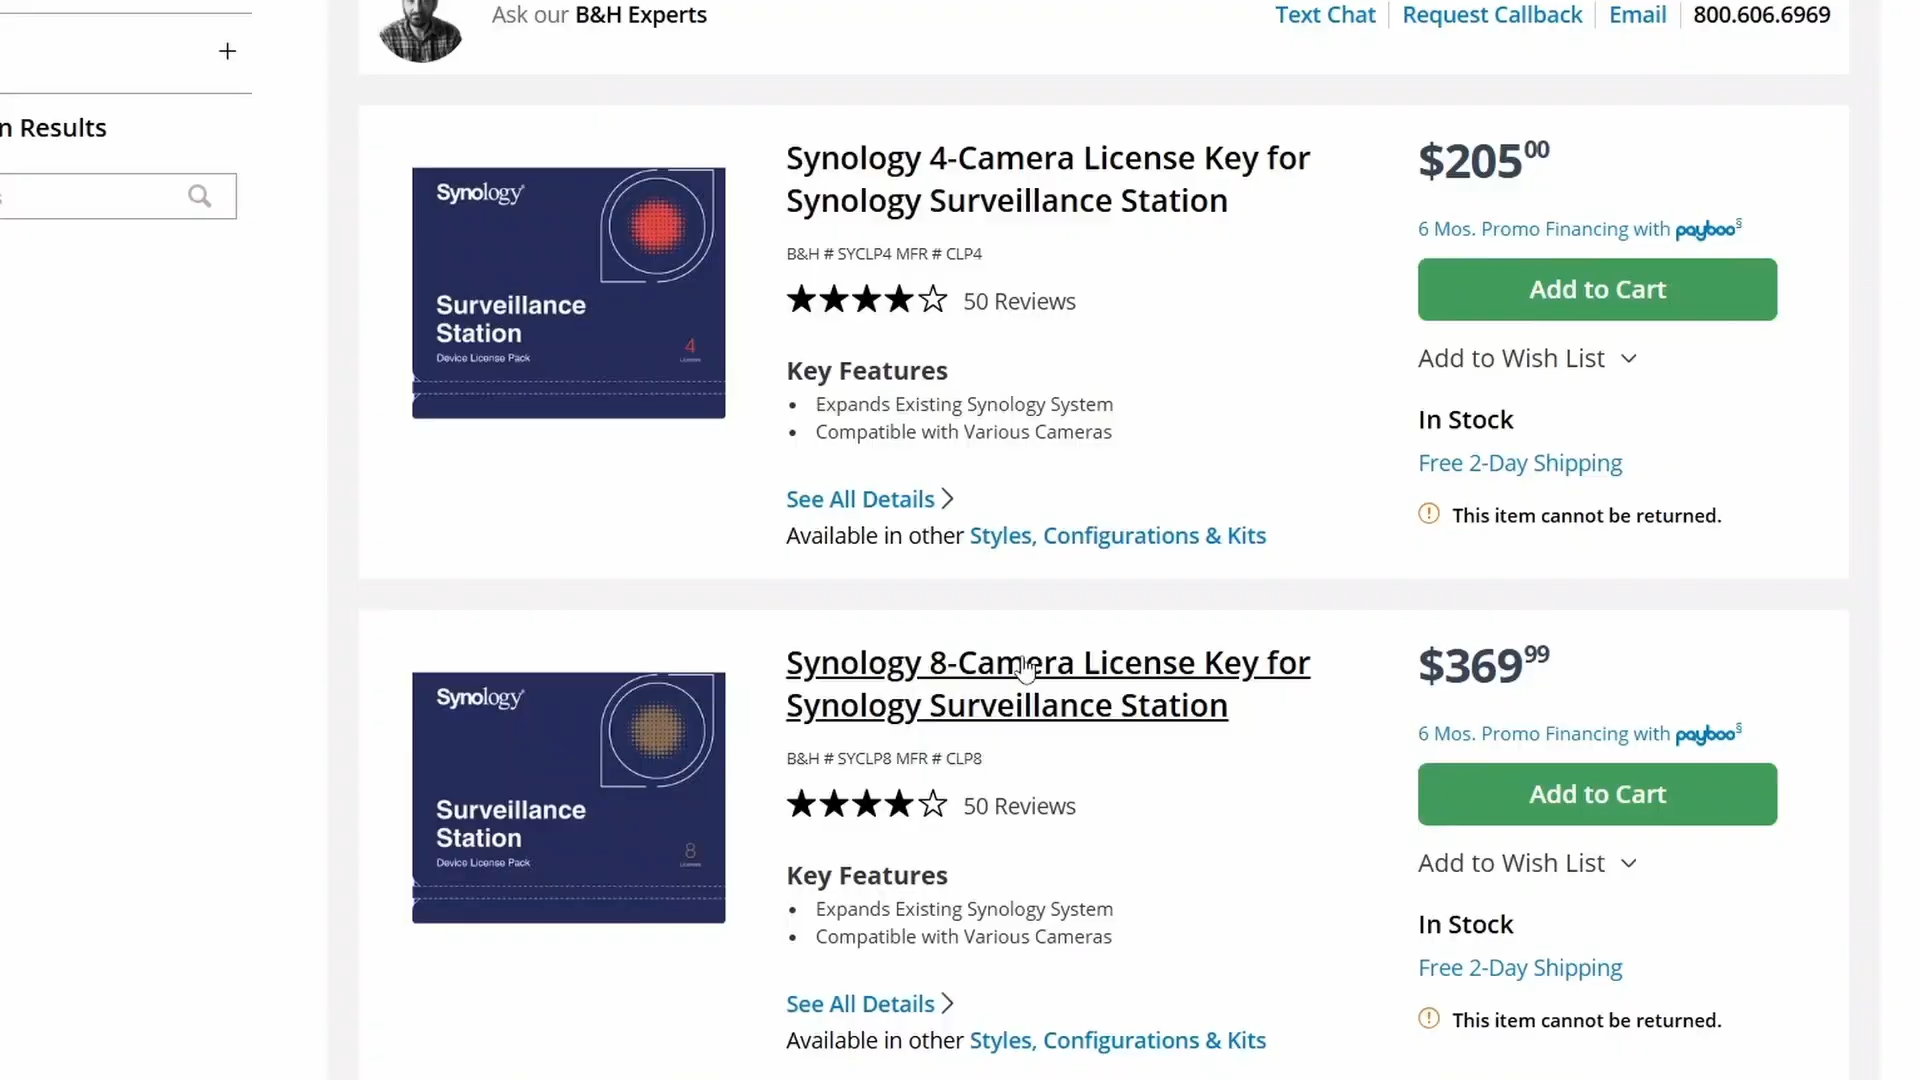 Ask our B&H Experts
Text Chat
Request Callback
Email
800.606.6969
n Results
Synology 4-Camera License Key for
Synology Surveillance Station
B&H # SYCLP4 MFR # CLP4
50 Reviews
Key Features
Expands Existing Synology System
Compatible with Various Cameras
See All Details
Available in other Styles, Configurations & Kits
$205 00
6 Mos. Promo Financing with payboo§
Add to Cart
Add to Wish List
In Stock
Free 2-Day Shipping
This item cannot be returned.
Synology
Surveillance
Station
Device License Pack
4
Synology 8-Camera License Key for
Synology Surveillance Station
B&H # SYCLP8 MFR # CLP8
50 Reviews
Key Features
Expands Existing Synology System
Compatible with Various Cameras
See All Details
Available in other Styles, Configurations & Kits
$369 99
6 Mos. Promo Financing with payboo§
Add to Cart
Add to Wish List
In Stock
Free 2-Day Shipping
This item cannot be returned.
Synology
Surveillance
Station
Device License Pack
8